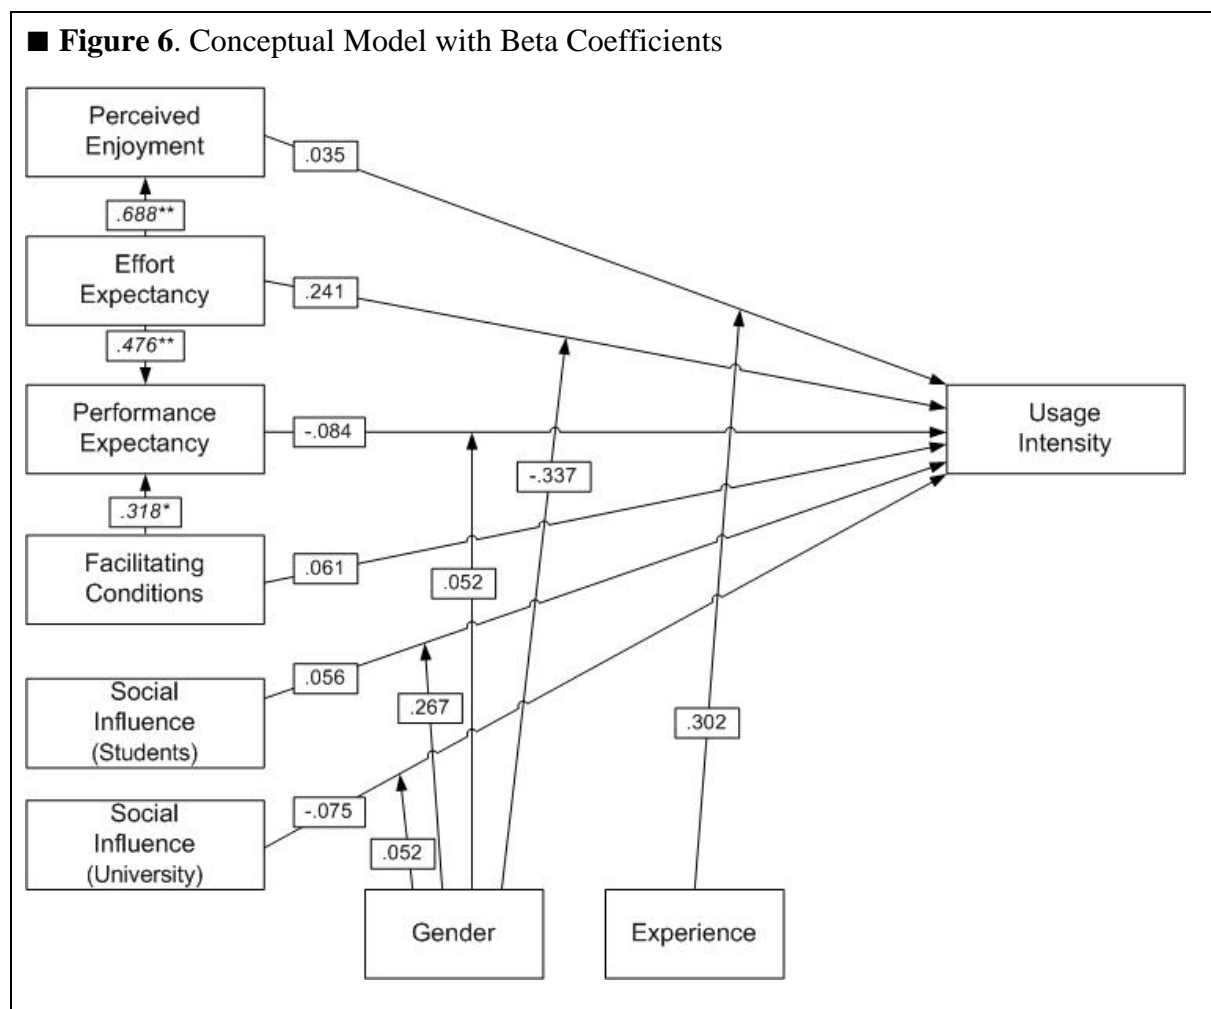 ■ Figure 6. Conceptual Model with Beta Coefficients
Perceived
Enjoyment
.035
.688**
Effort
Expectancy
.241
.476**
Performance
Expectancy
-.084
Usage
Intensity
-.337
.318*
Facilitating
Conditions
.061
.052
Social
Influence
(Students)
.056
.267
.302
Social
Influence
(University)
-.075
.052
Gender
Experience